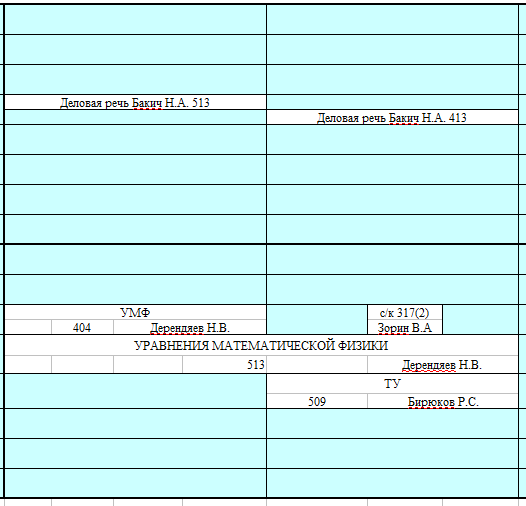 Деловая речь Бакич Н.А. 513
Деловая речь Бакич Н.А. 413
УМФ
с/к 317(2)
404 Дерендяев Н.В.
Зорин В.А
УРАВНЕНИЯ МАТЕМАТИЧЕСКОЙ ФИЗИКИ
513 Дерендяев Н.В.
ТУ
509 Бирюков Р.С.